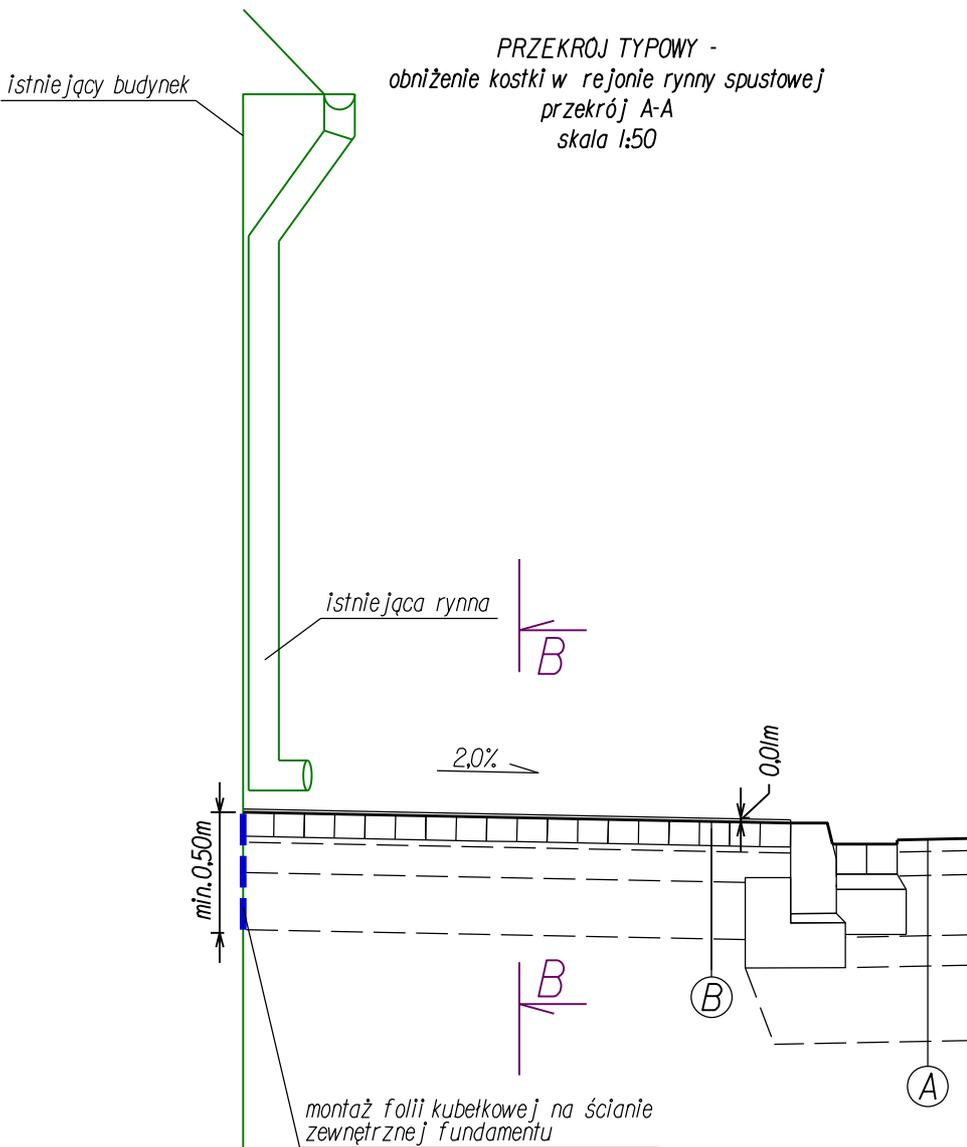 PRZEKRÓJ TYPOWY -
obniżenie kostki w rejonie rynny spustowej
przekrój A-A
skala 1:50
istniejący budynek
istniejąca rynna
B
2,0%
0,01m
min. 0,50m
B
B
A
montaż folii kubełkowej na ścianie
zewnętrznej fundamentu